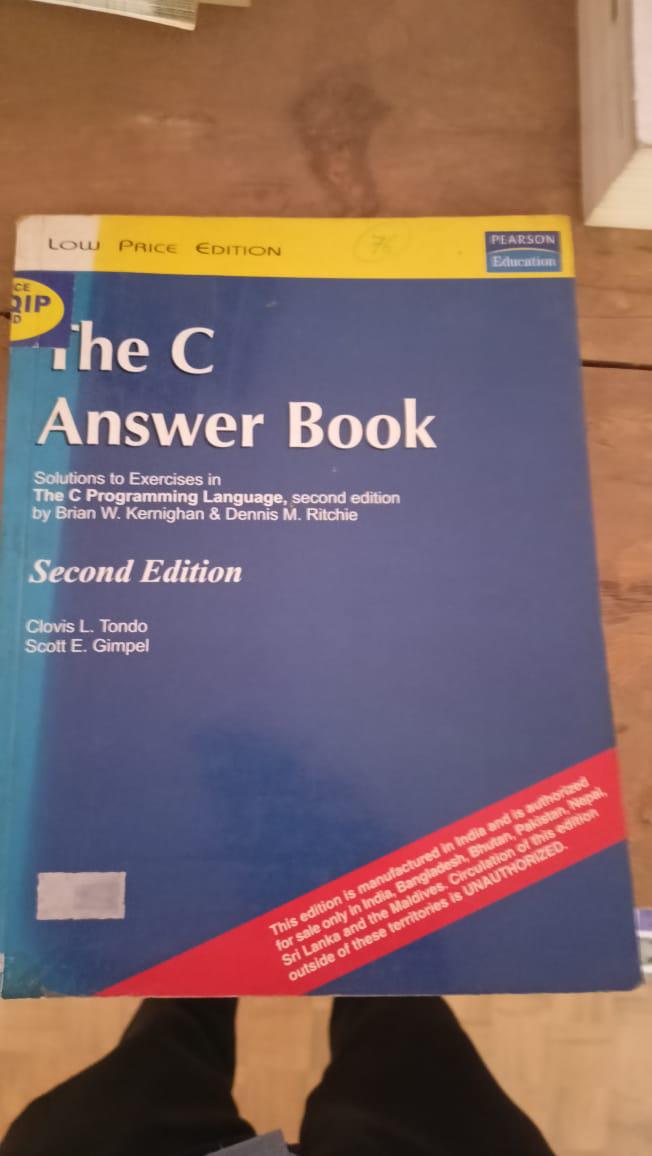 LOW PRICE EDITION
76
PEARSON
Education
CE
QIP
D
The C
Answer Book
Solutions to Exercises in
The C Programming Language, second edition
by Brian W. Kernighan & Dennis M. Ritchie
Second Edition
Clovis L. Tondo
Scott E. Gimpel
This edition is manufactured in India and is authorized
for sale only in India, Bangladesh, Bhutan, Pakistan, Nepal,
Sri Lanka and the Maldives. Circulation of this edition
outside of these territories is UNAUTHORIZED.